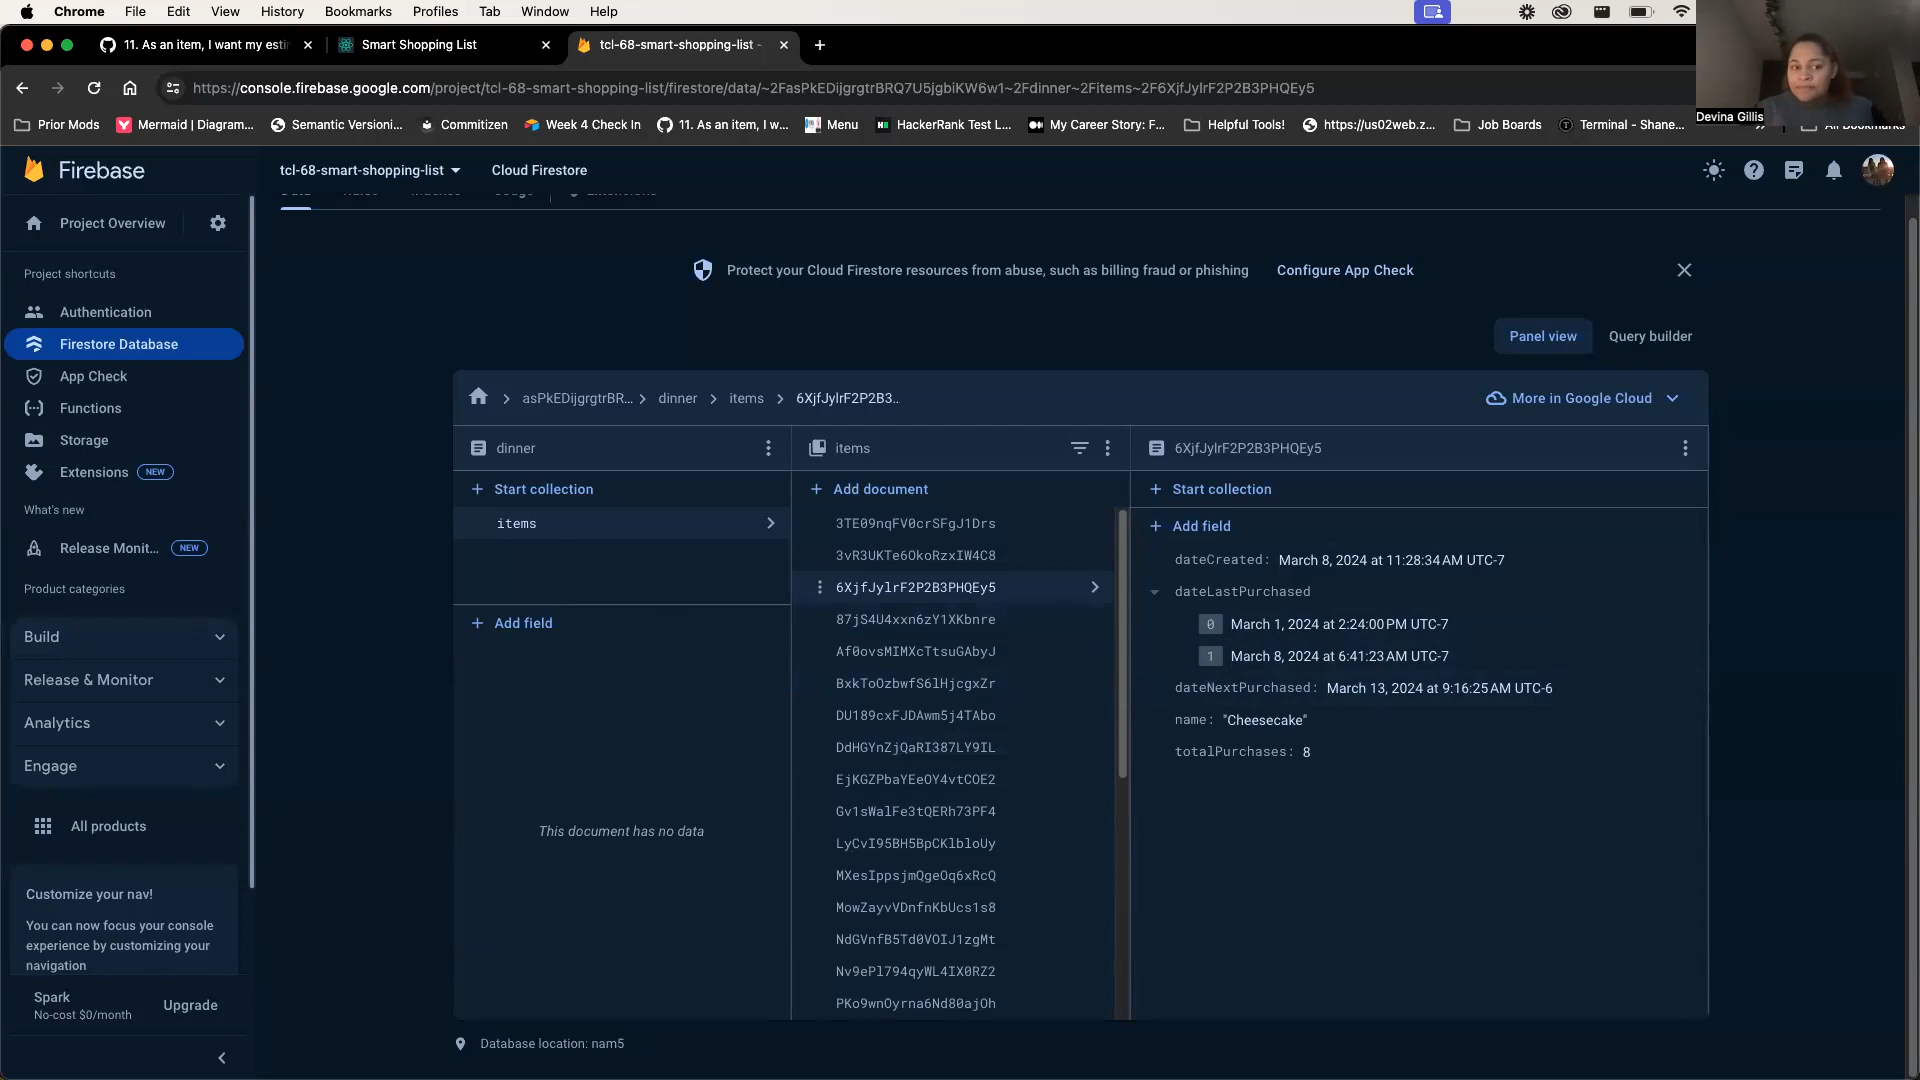 Chrome File Edit View History Bookmarks Profiles Tab Window Help
11. As an item, I want my esti
Smart Shopping List
tcl-68-smart-shopping-list -
https://console.firebase.google.com/project/tcl-68-smart-shopping-list/firestore/data/~2FasPkEDijgrgtrBRQ7U5jgbiKW6w1~2Fdinner~2Fitems~2F6XjfJylrF2P2B3PHQEy5
Prior Mods Mermaid | Diagram... Semantic Versioni... Commitizen Week 4 Check In 11. As an item, I w... Menu HackerRank Test L... My Career Story: F... Helpful Tools! https://us02web.z... Job Boards Terminal - Shane... All Bookmarks
Devina Gillis
Firebase
tcl-68-smart-shopping-list
Cloud Firestore
Project Overview
Project shortcuts
Authentication
Firestore Database
App Check
Functions
Storage
Extensions NEW
What's new
Release Monit... NEW
Product categories
Build
Release & Monitor
Analytics
Engage
All products
Customize your nav!
You can now focus your console
experience by customizing your
navigation
Spark
No-cost $0/month
Upgrade
Protect your Cloud Firestore resources from abuse, such as billing fraud or phishing
Configure App Check
Panel view
Query builder
asPkEDijgrgtrBR... dinner items 6XjfJylrF2P2B3...
More in Google Cloud
dinner
Start collection
items
Add field
This document has no data
items
Add document
3TE09nqFV0crSFgJ1Drs
3vR3UKTe6OkoRzxIW4C8
6XjfJylrF2P2B3PHQEy5
87jS4U4xxn6zY1XKbnre
Af0ovsMIMXcTtsuGAbyJ
BxkToOzbwfS6lHjcgxZr
DU189cxFJDAwm5j4TAbo
DdHGYnZjQaRI387LY9IL
EjKGZPbaYEeOY4vtCOE2
Gv1sWalFe3tQERh73PF4
LyCvI95BH5BpCKlbloUy
MXesIppsjmQgeOq6xRcQ
MowZayvVDnfnKbUcs1s8
NdGVnfB5Td0VOIJ1zgMt
Nv9ePl794qyWL4IX0RZ2
PKo9wnOyrna6Nd80ajOh
6XjfJylrF2P2B3PHQEy5
Start collection
Add field
dateCreated: March 8, 2024 at 11:28:34 AM UTC-7
dateLastPurchased
0 March 1, 2024 at 2:24:00 PM UTC-7
1 March 8, 2024 at 6:41:23 AM UTC-7
dateNextPurchased: March 13, 2024 at 9:16:25 AM UTC-6
name: "Cheesecake"
totalPurchases: 8
Database location: nam5